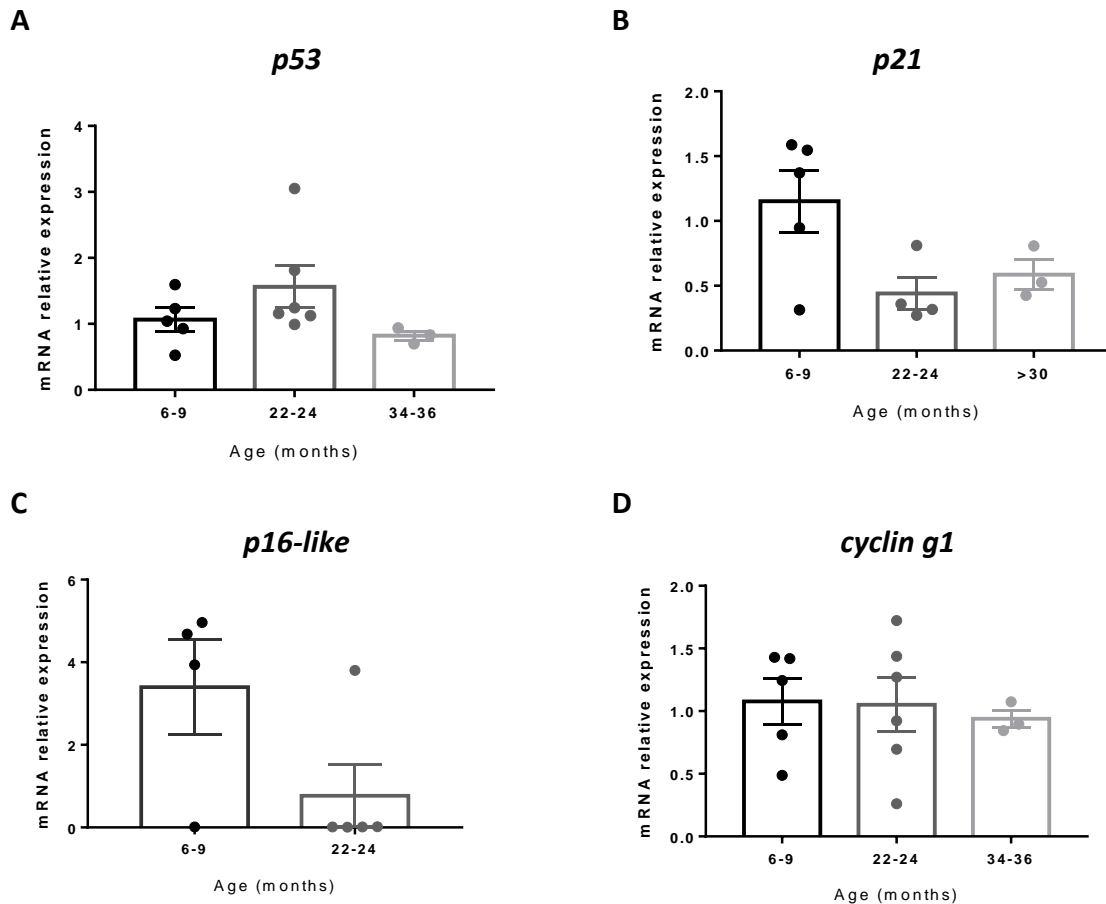 A
p53
mRNA relative expression
4
3
2
1
0
6-9 22-24 34-36
Age (months)
B
p21
mRNA relative expression
2.0
1.5
1.0
0.5
0.0
6-9 22-24 >30
Age (months)
C
p16-like
mRNA relative expression
6
4
2
0
6-9 22-24
Age (months)
D
cyclin g1
mRNA relative expression
2.0
1.5
1.0
0.5
0.0
6-9 22-24 34-36
Age (months)